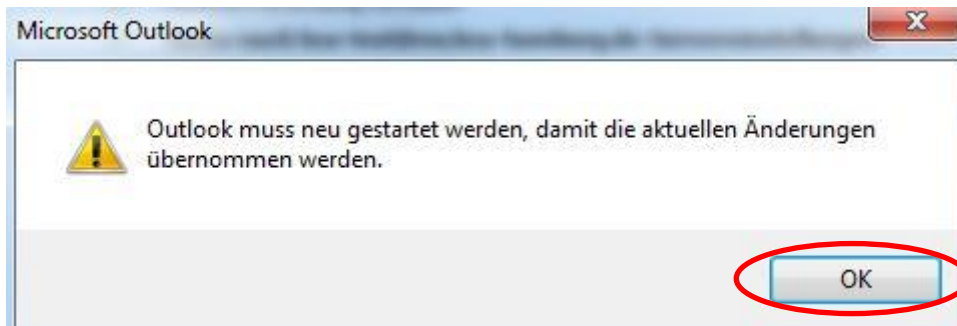 Microsoft Outlook
Outlook muss neu gestartet werden, damit die aktuellen Änderungen
übernommen werden.
OK